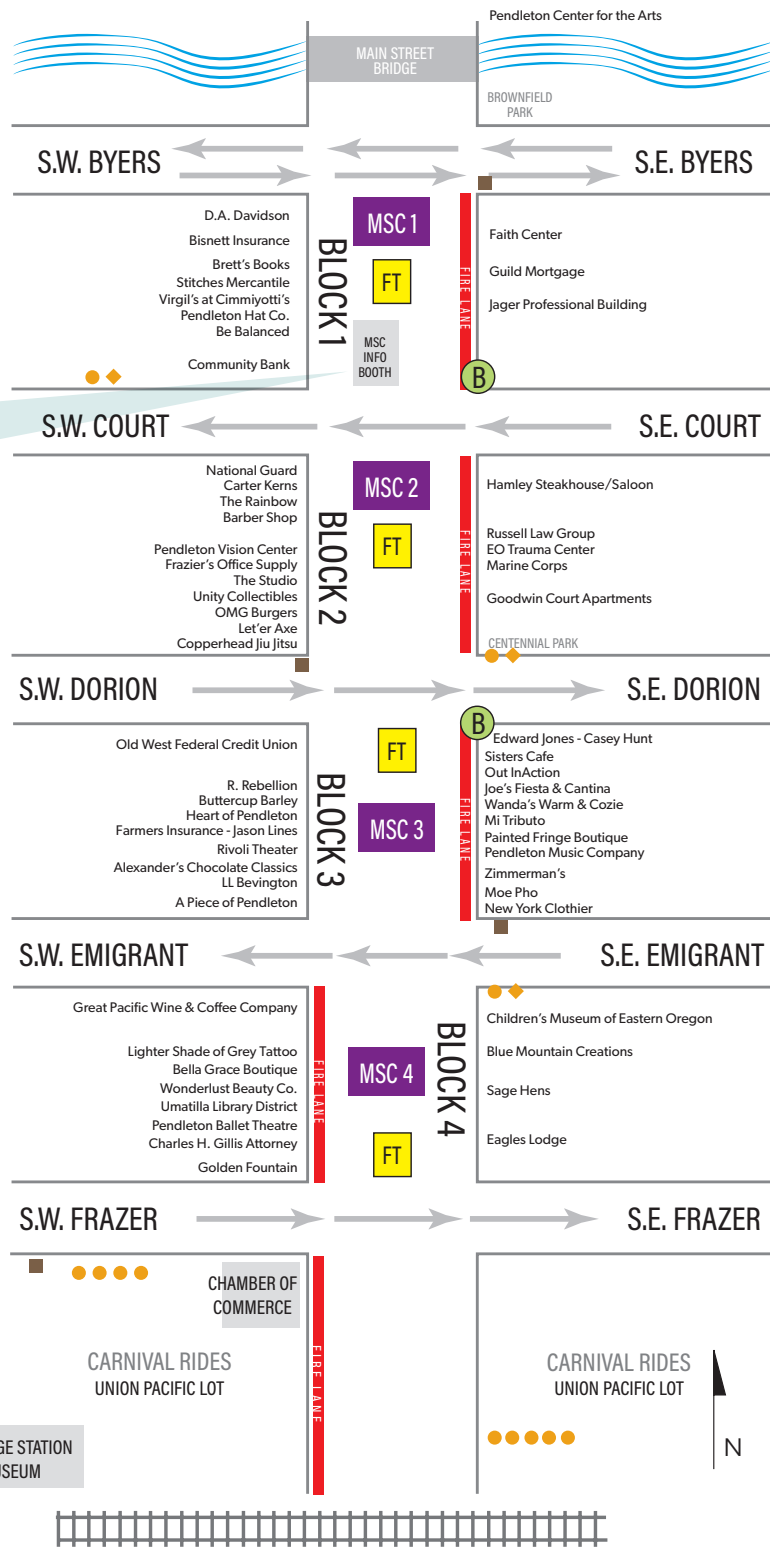 Pendleton Center for the Arts
MAIN STREET
BRIDGE
BROWNFIELD
PARK
S.W. BYERS
S.E. BYERS
D.A. Davidson
Bisnett Insurance
Brett's Books
Stitches Mercantile
Virgil's at Cimmiyotti's
Pendleton Hat Co.
Be Balanced
Community Bank
BLOCK 1
MSC 1
FT
MSC
INFO
BOOTH
FIRE LANE
B
Faith Center
Guild Mortgage
Jager Professional Building
S.W. COURT
S.E. COURT
National Guard
Carter Kerns
The Rainbow
Barber Shop
Pendleton Vision Center
Frazier's Office Supply
The Studio
Unity Collectibles
OMG Burgers
Let'er Axe
Copperhead Jiu Jitsu
BLOCK 2
MSC 2
FT
FIRE LANE
Hamley Steakhouse/Saloon
Russell Law Group
EO Trauma Center
Marine Corps
Goodwin Court Apartments
CENTENNIAL PARK
S.W. DORION
S.E. DORION
Old West Federal Credit Union
R. Rebellion
Buttercup Barley
Heart of Pendleton
Farmers Insurance - Jason Lines
Rivoli Theater
Alexander's Chocolate Classics
LL Bevington
A Piece of Pendleton
BLOCK 3
FT
MSC 3
FIRE LANE
B
Edward Jones - Casey Hunt
Sisters Cafe
Out InAction
Joe's Fiesta & Cantina
Wanda's Warm & Cozie
Mi Tributo
Painted Fringe Boutique
Pendleton Music Company
Zimmerman's
Moe Pho
New York Clothier
S.W. EMIGRANT
S.E. EMIGRANT
Great Pacific Wine & Coffee Company
Lighter Shade of Grey Tattoo
Bella Grace Boutique
Wonderlust Beauty Co.
Umatilla Library District
Pendleton Ballet Theatre
Charles H. Gillis Attorney
Golden Fountain
FIRE LANE
MSC 4
FT
BLOCK 4
Children's Museum of Eastern Oregon
Blue Mountain Creations
Sage Hens
Eagles Lodge
S.W. FRAZER
S.E. FRAZER
CHAMBER OF
COMMERCE
FIRE LANE
CARNIVAL RIDES
UNION PACIFIC LOT
CARNIVAL RIDES
UNION PACIFIC LOT
N
GE STATION
USEUM